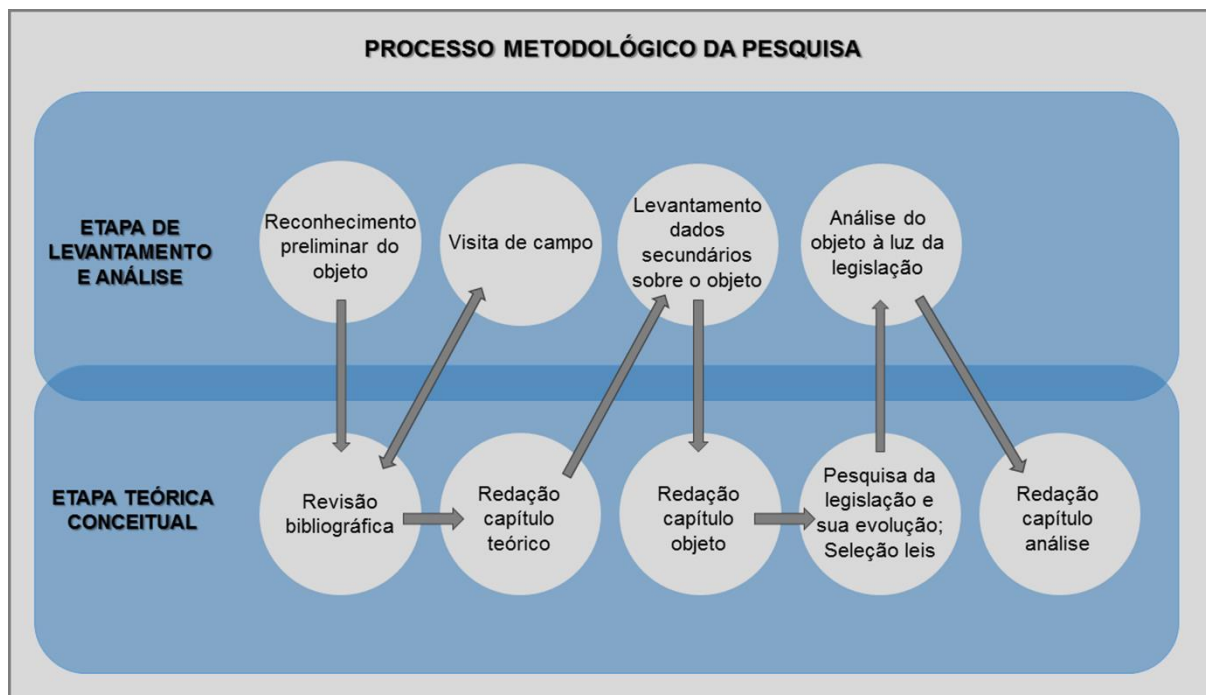 PROCESSO METODOLÓGICO DA PESQUISA
ETAPA DE
LEVANTAMENTO
E ANÁLISE
Reconhecimento
preliminar do
objeto
Visita de campo
Levantamento
dados
secundários
sobre o objeto
Análise do
objeto à luz da
legislação
ETAPA TEÓRICA
CONCEITUAL
Revisão
bibliográfica
Redação
capítulo
teórico
Redação
capítulo
objeto
Pesquisa da
legislação e
sua evolução;
Seleção leis
Redação
capítulo
análise